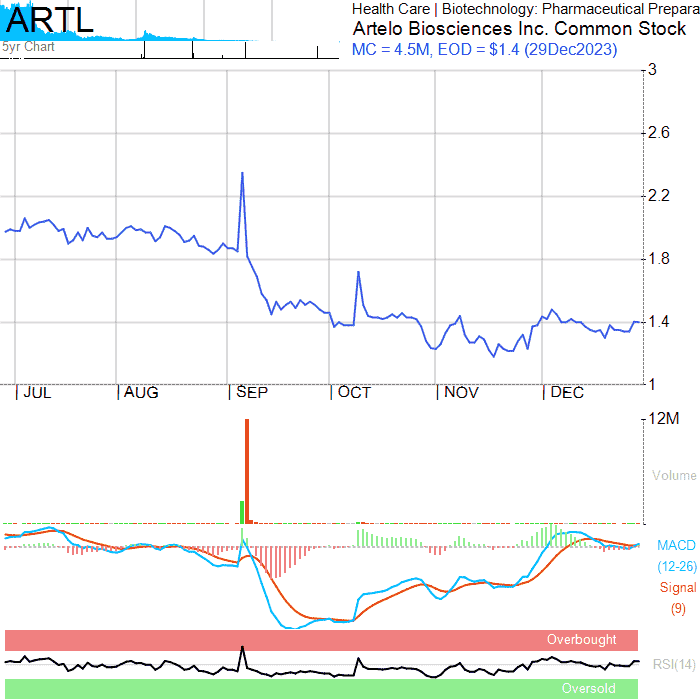 ARTL
5yr Chart
Health Care | Biotechnology: Pharmaceutical Prepara
Artelo Biosciences Inc. Common Stock
MC = 4.5M, EOD = $1.4 (29Dec2023)
3
2.6
2.2
1.8
1.4
1
JUL AUG SEP OCT NOV DEC
12M
Volume
MACD
(12-26)
Signal
(9)
Overbought
RSI(14)
Oversold